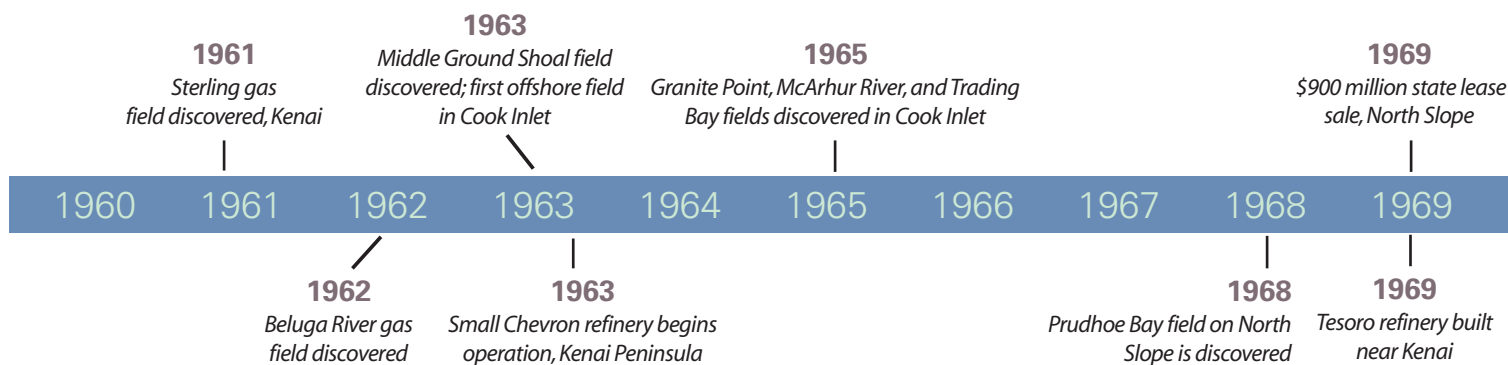 1961
Sterling gas
field discovered, Kenai
1963
Middle Ground Shoal field
discovered; first offshore field
in Cook Inlet
1965
Granite Point, McArhur River, and Trading
Bay fields discovered in Cook Inlet
1969
$900 million state lease
sale, North Slope
1960 1961 1962 1963 1964 1965 1966 1967 1968 1969
1962
Beluga River gas
field discovered
1963
Small Chevron refinery begins
operation, Kenai Peninsula
1968
Prudhoe Bay field on North
Slope is discovered
1969
Tesoro refinery built
near Kenai